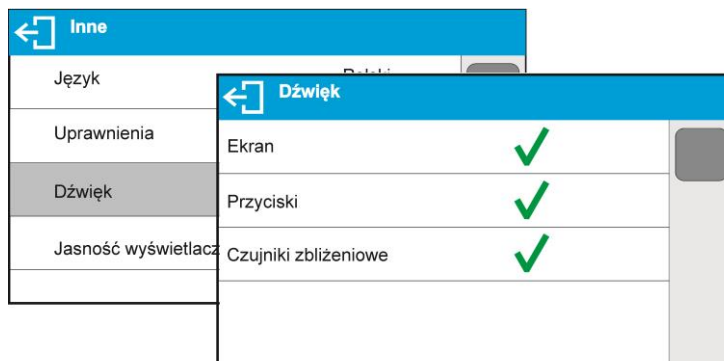 Inne
Język
Uprawnienia
Dźwięk
Jasność wyświetlacz
Dźwięk
Ekran
Przyciski
Czujniki zbliżeniowe